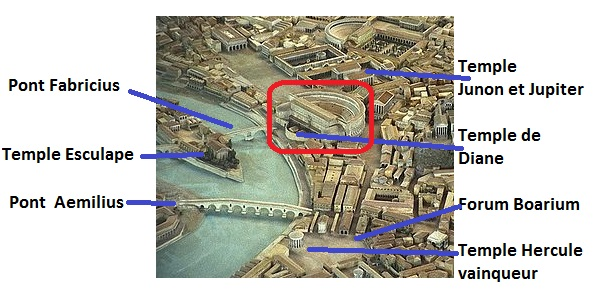 Pont Fabricius
Temple Esculape
Pont Aemilius
Temple
Junon et Jupiter
Temple de
Diane
Forum Boarium
Temple Hercule
vainqueur